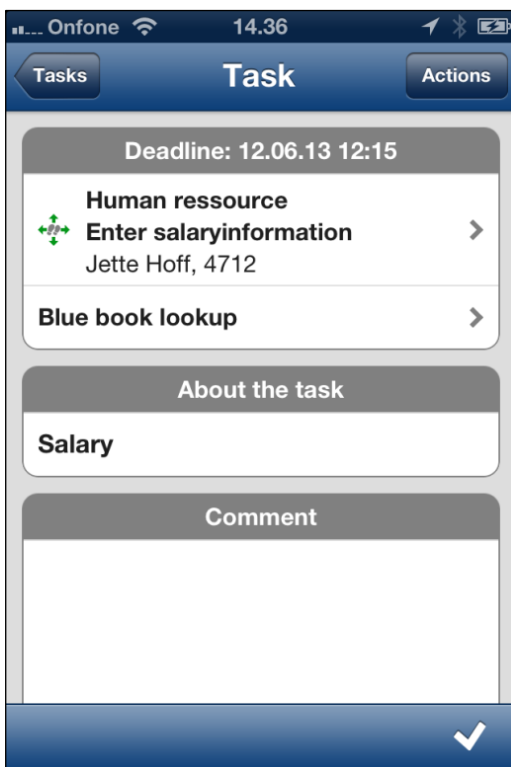 Onfone 14.36
Tasks Task Actions
Deadline: 12.06.13 12:15
Human ressource
Enter salaryinformation
Jette Hoff, 4712
Blue book lookup
About the task
Salary
Comment